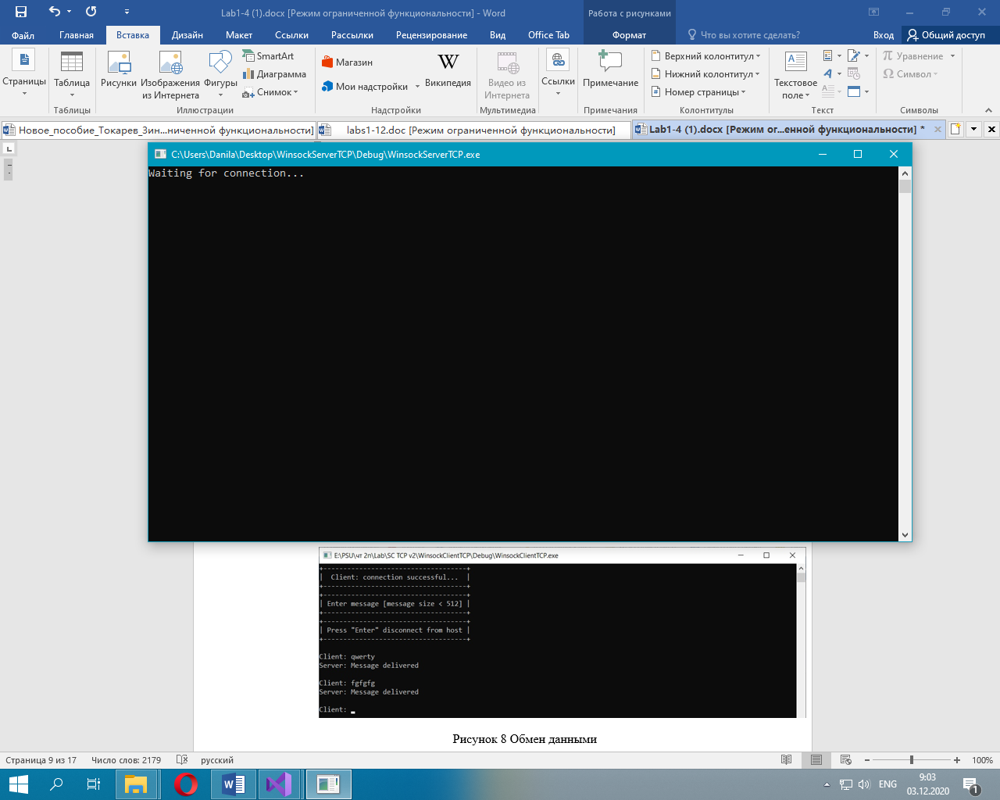 Lab1-4 (1).docx [Режим ограниченной функциональности] - Word
Работа с рисунками
Файл
Главная
Вставка
Дизайн
Макет
Ссылки
Рассылки
Рецензирование
Вид
Office Tab
Формат
Что вы хотите сделать?
Вход
Общий доступ
Страницы
Таблица
Таблицы
Рисунки
Изображения из Интернета
Фигуры
SmartArt
Диаграмма
Снимок
Иллюстрации
Магазин
Мои надстройки
Википедия
Надстройки
Видео из Интернета
Мультимедиа
Ссылки
Примечание
Примечания
Верхний колонтитул
Нижний колонтитул
Номер страницы
Колонтитулы
Текстовое поле
Текст
Уравнение
Символ
Символы
Новое_пособие_Токарев_Зин...ниченной функциональности]
labs1-12.doc [Режим ограниченной функциональности]
Lab1-4 (1).docx [Режим ог...енной функциональности] *
C:\Users\Danila\Desktop\WinsockServerTCP\Debug\WinsockServerTCP.exe
Waiting for connection...
E:\PSU\чт 2п\Lab\SC TCP v2\WinsockClientTCP\Debug\WinsockClientTCP.exe
+----------------------------------+
| Client: connection successful... |
+----------------------------------+
+----------------------------------+
| Enter message [message size < 512] |
+----------------------------------+
+----------------------------------+
| Press "Enter" disconnect from host |
+----------------------------------+
Client: qwerty
Server: Message delivered
Client: fgfgfg
Server: Message delivered
Client:
Рисунок 8 Обмен данными
Страница 9 из 17
Число слов: 2179
русский
100%
ENG
9:03
03.12.2020
1